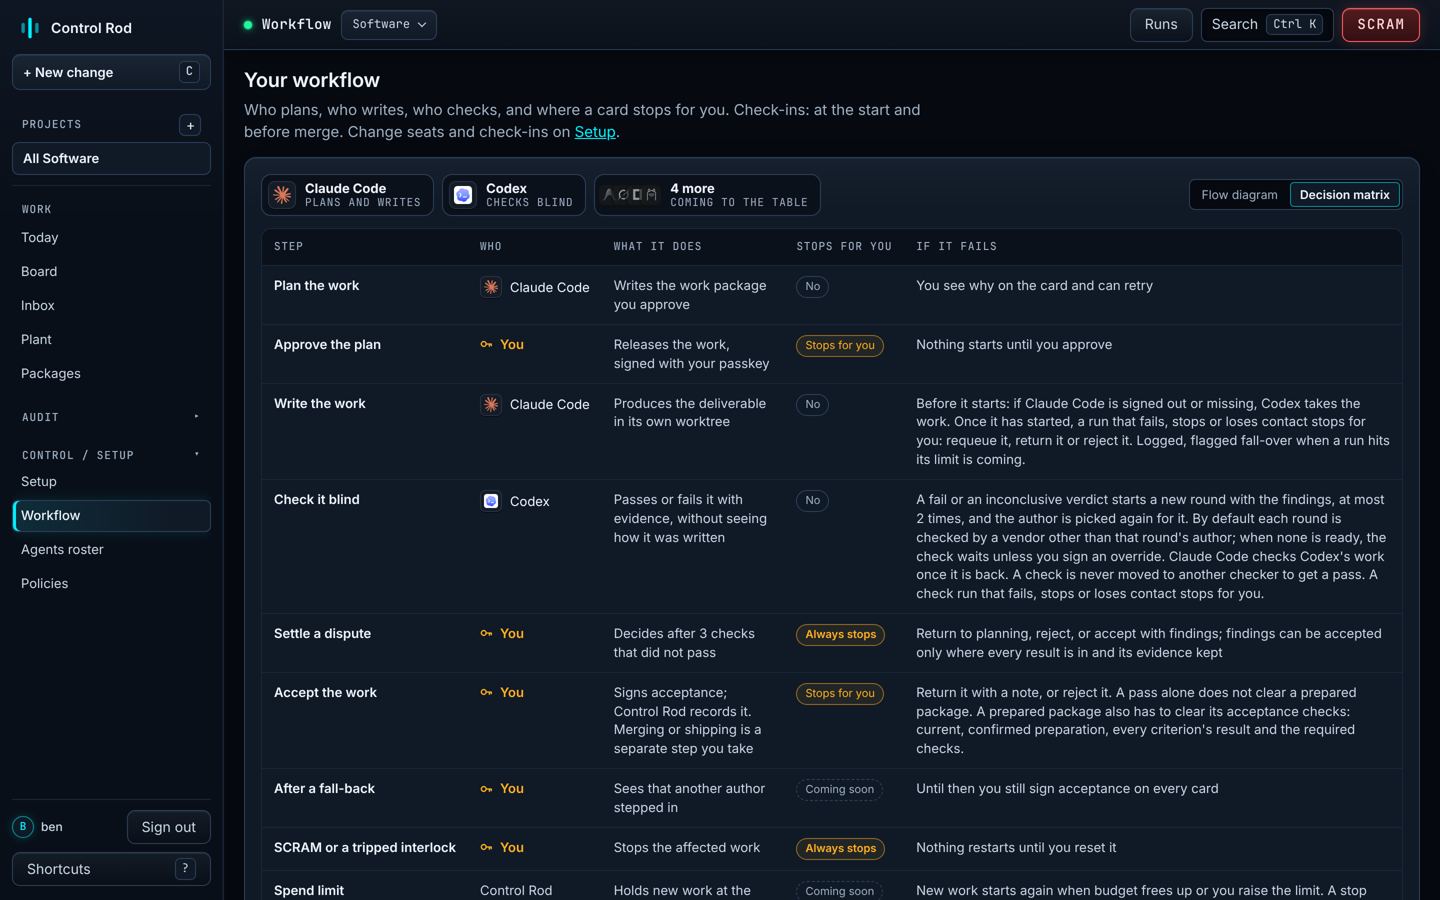 Control Rod
+ New change
C
PROJECTS
+
All Software
WORK
Today
Board
Inbox
Plant
Packages
AUDIT
CONTROL / SETUP
Setup
Workflow
Agents roster
Policies
B
ben
Sign out
Shortcuts
?
Workflow
Software
Runs
Search
Ctrl K
SCRAM
Your workflow
Who plans, who writes, who checks, and where a card stops for you. Check-ins: at the start and
before merge. Change seats and check-ins on Setup.
Claude Code
PLANS AND WRITES
Codex
CHECKS BLIND
4 more
COMING TO THE TABLE
Flow diagram
Decision matrix
STEP
WHO
WHAT IT DOES
STOPS FOR YOU
IF IT FAILS
Plan the work
Claude Code
Writes the work package
you approve
No
You see why on the card and can retry
Approve the plan
You
Releases the work,
signed with your passkey
Stops for you
Nothing starts until you approve
Write the work
Claude Code
Produces the deliverable
in its own worktree
No
Before it starts: if Claude Code is signed out or missing, Codex takes the
work. Once it has started, a run that fails, stops or loses contact stops for
you: requeue it, return it or reject it. Logged, flagged fall-over when a run hits
its limit is coming.
Check it blind
Codex
Passes or fails it with
evidence, without seeing
how it was written
No
A fail or an inconclusive verdict starts a new round with the findings, at most
2 times, and the author is picked again for it. By default each round is
checked by a vendor other than that round's author; when none is ready, the
check waits unless you sign an override. Claude Code checks Codex's work
once it is back. A check is never moved to another checker to get a pass. A
check run that fails, stops or loses contact stops for you.
Settle a dispute
You
Decides after 3 checks
that did not pass
Always stops
Return to planning, reject, or accept with findings; findings can be accepted
only where every result is in and its evidence kept
Accept the work
You
Signs acceptance;
Control Rod records it.
Merging or shipping is a
separate step you take
Stops for you
Return it with a note, or reject it. A pass alone does not clear a prepared
package. A prepared package also has to clear its acceptance checks:
current, confirmed preparation, every criterion's result and the required
checks.
After a fall-back
You
Sees that another author
stepped in
Coming soon
Until then you still sign acceptance on every card
SCRAM or a tripped interlock
You
Stops the affected work
Always stops
Nothing restarts until you reset it
Spend limit
Control Rod
Holds new work at the
Coming soon
New work starts again when budget frees up or you raise the limit. A stop